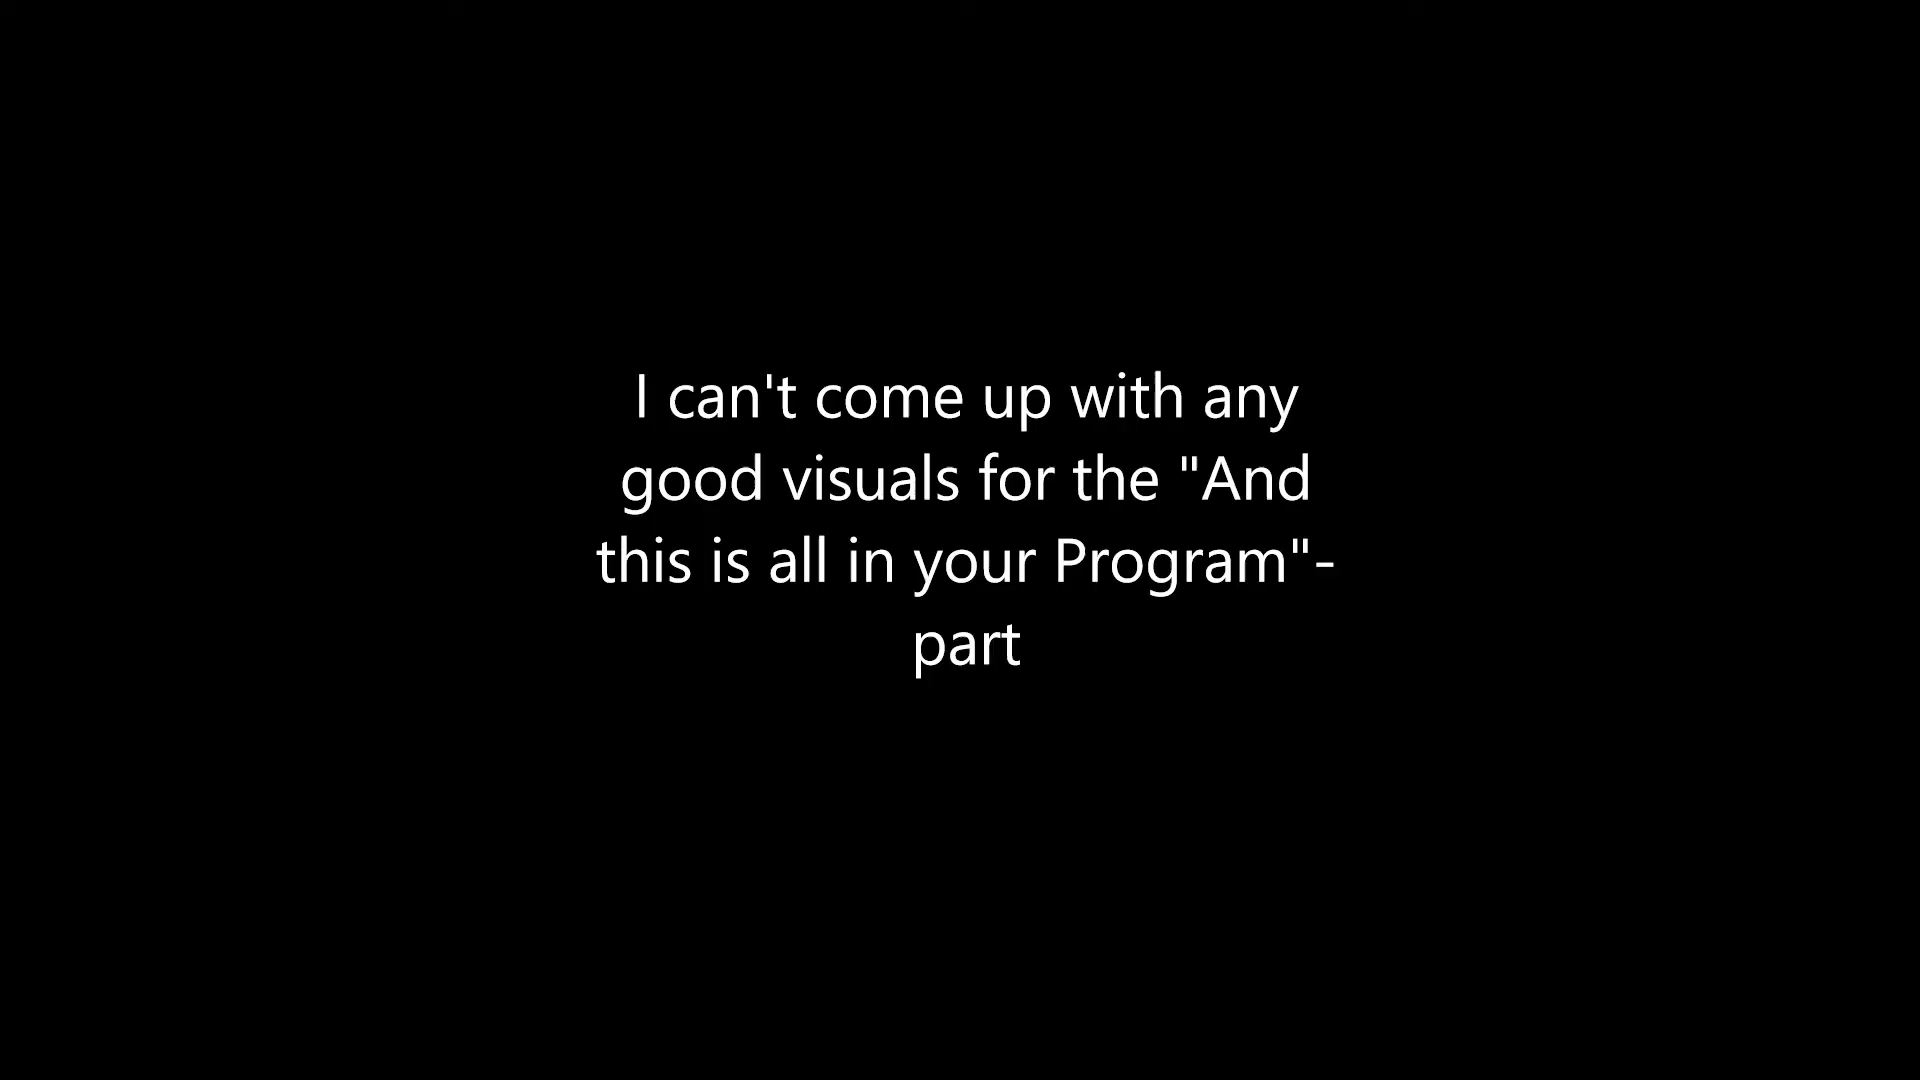 I can't come up with any
good visuals for the "And
this is all in your Program"-
part